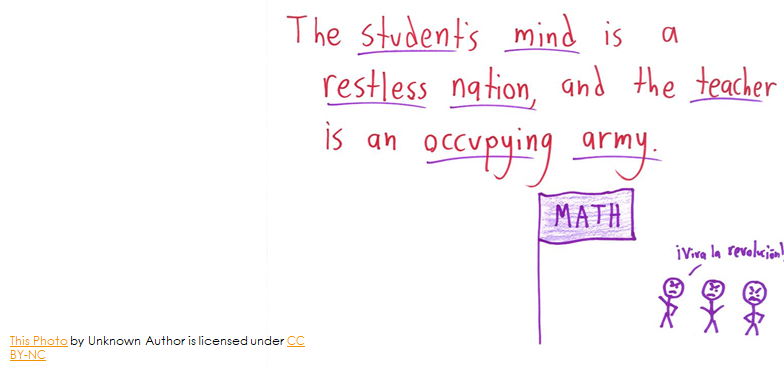 The student's mind is a
restless nation, and the teacher
is an occupying army.
MATH
¡Viva la revolución!
This Photo by Unknown Author is licensed under CC
BY-NC